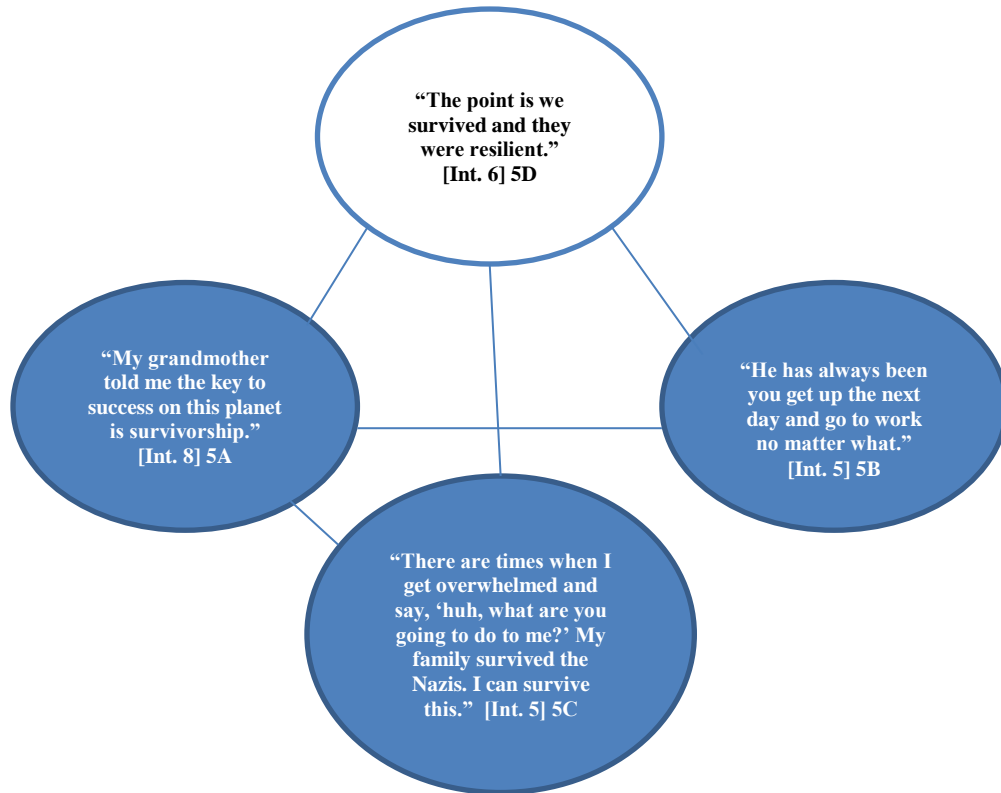 “The point is we
survived and they
were resilient.”
[Int. 6] 5D
“My grandmother
told me the key to
success on this planet
is survivorship.”
[Int. 8] 5A
“He has always been
you get up the next
day and go to work
no matter what.”
[Int. 5] 5B
“There are times when I
get overwhelmed and
say, ‘huh, what are you
going to do to me?’ My
family survived the
Nazis. I can survive
this.”  [Int. 5] 5C